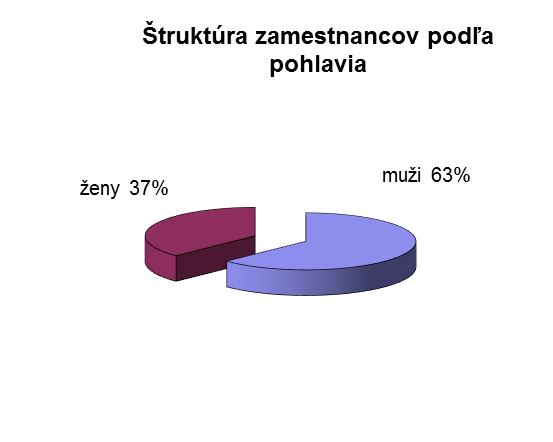 Štruktúra zamestnancov podľa
pohlavia
muži 63%
ženy 37%